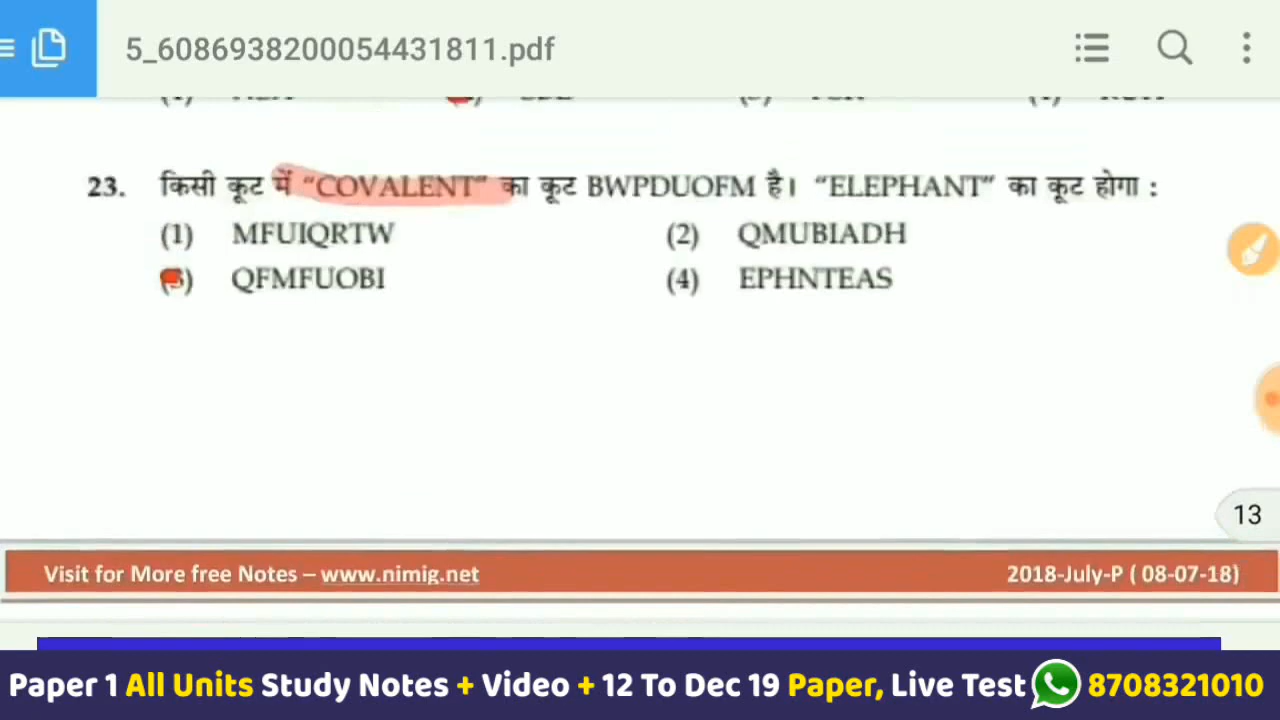 5_6086938200054431811.pdf
23. किसी कूट में “COVALENT” का कूट BWPDUOFM है। “ELEPHANT” का कूट होगा :
(1) MFUIQRTW (2) QMUBIADH
QFMFUOBI (4) EPHNTEAS
13
Visit for More free Notes – www.nimig.net 2018-July-P ( 08-07-18)
Paper 1 All Units Study Notes + Video + 12 To Dec 19 Paper, Live Test 8708321010